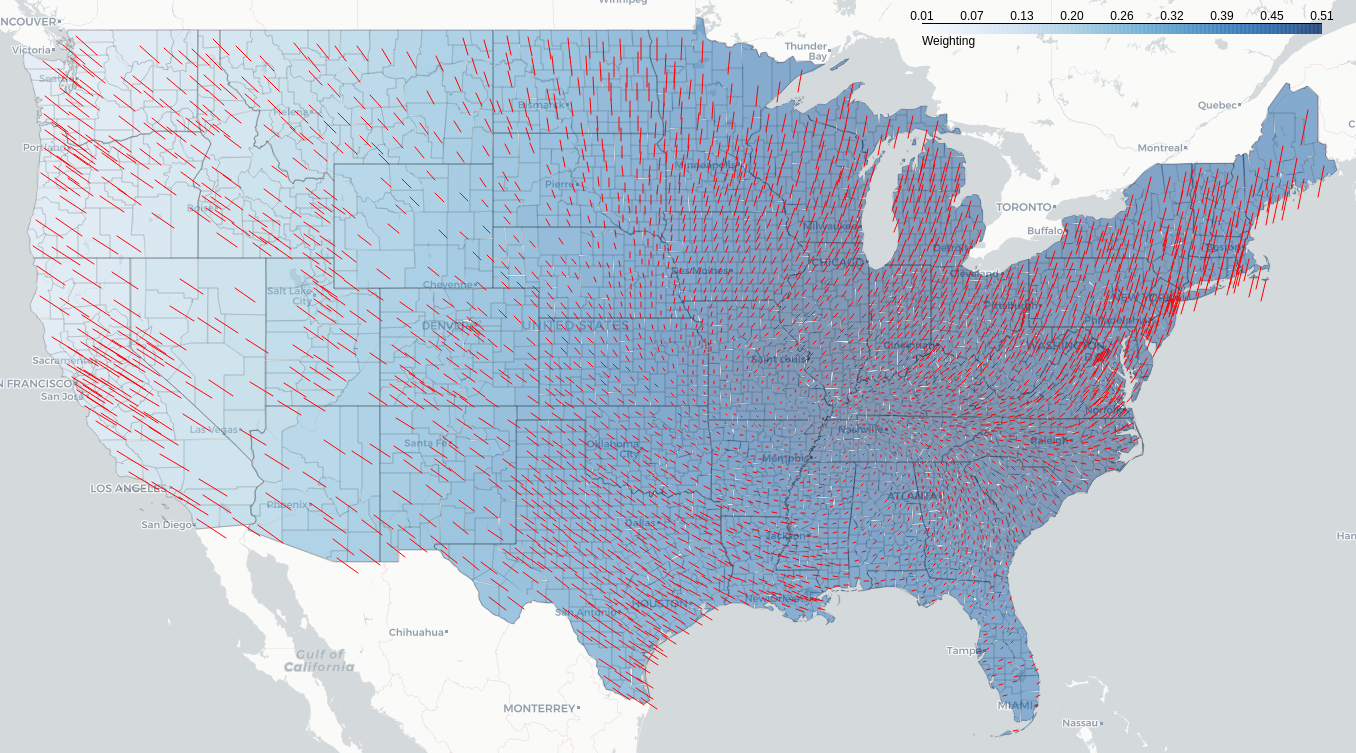 Winnipeg
0.01 0.07 0.13 0.20 0.26 0.32 0.39 0.45 0.51
Weighting
NCOUVER
Victoria
Thunder
Bay
Helena
Bismarck
Quebec
Portland
Montreal
Minneapolis
Pierre
Boise
TORONTO
Milwaukee
Buffalo
Detroit
Boston
CHICAGO
Des Moines
Cleveland
Cheyenne
Salt Lake
City
NEW YORK
Pittsburgh
Philadelphia
DENVER
UNITED STATES
Cincinnati
WASHINGTON
Sacramento
Saint Louis
N FRANCISCO
San Jose
Norfolk
Las Vegas
Nashville
Raleigh
Santa Fe
Oklahoma
City
Memphis
LOS ANGELES
ATLANTA
Phoenix
San Diego
Dallas
Jackson
Han
New Orleans
HOUSTON
San Antonio
Chihuahua
Gulf of
California
Tampa
MONTERREY
MIAMI
Nassau